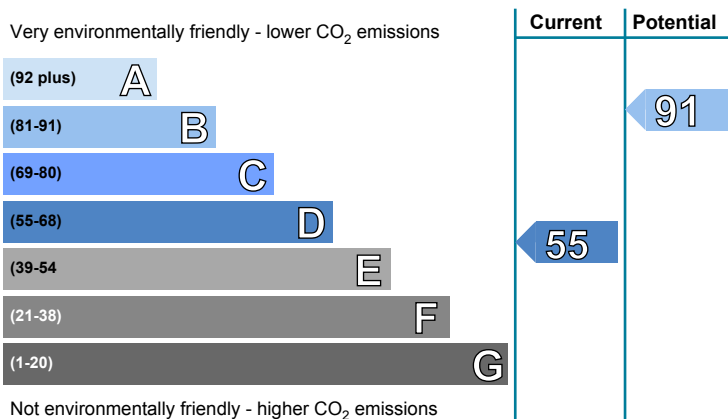 Current Potential
Very environmentally friendly - lower CO2 emissions
(92 plus) A
(81-91) B
91
(69-80) C
(55-68) D
55
(39-54 E
(21-38) F
(1-20) G
Not environmentally friendly - higher CO2 emissions